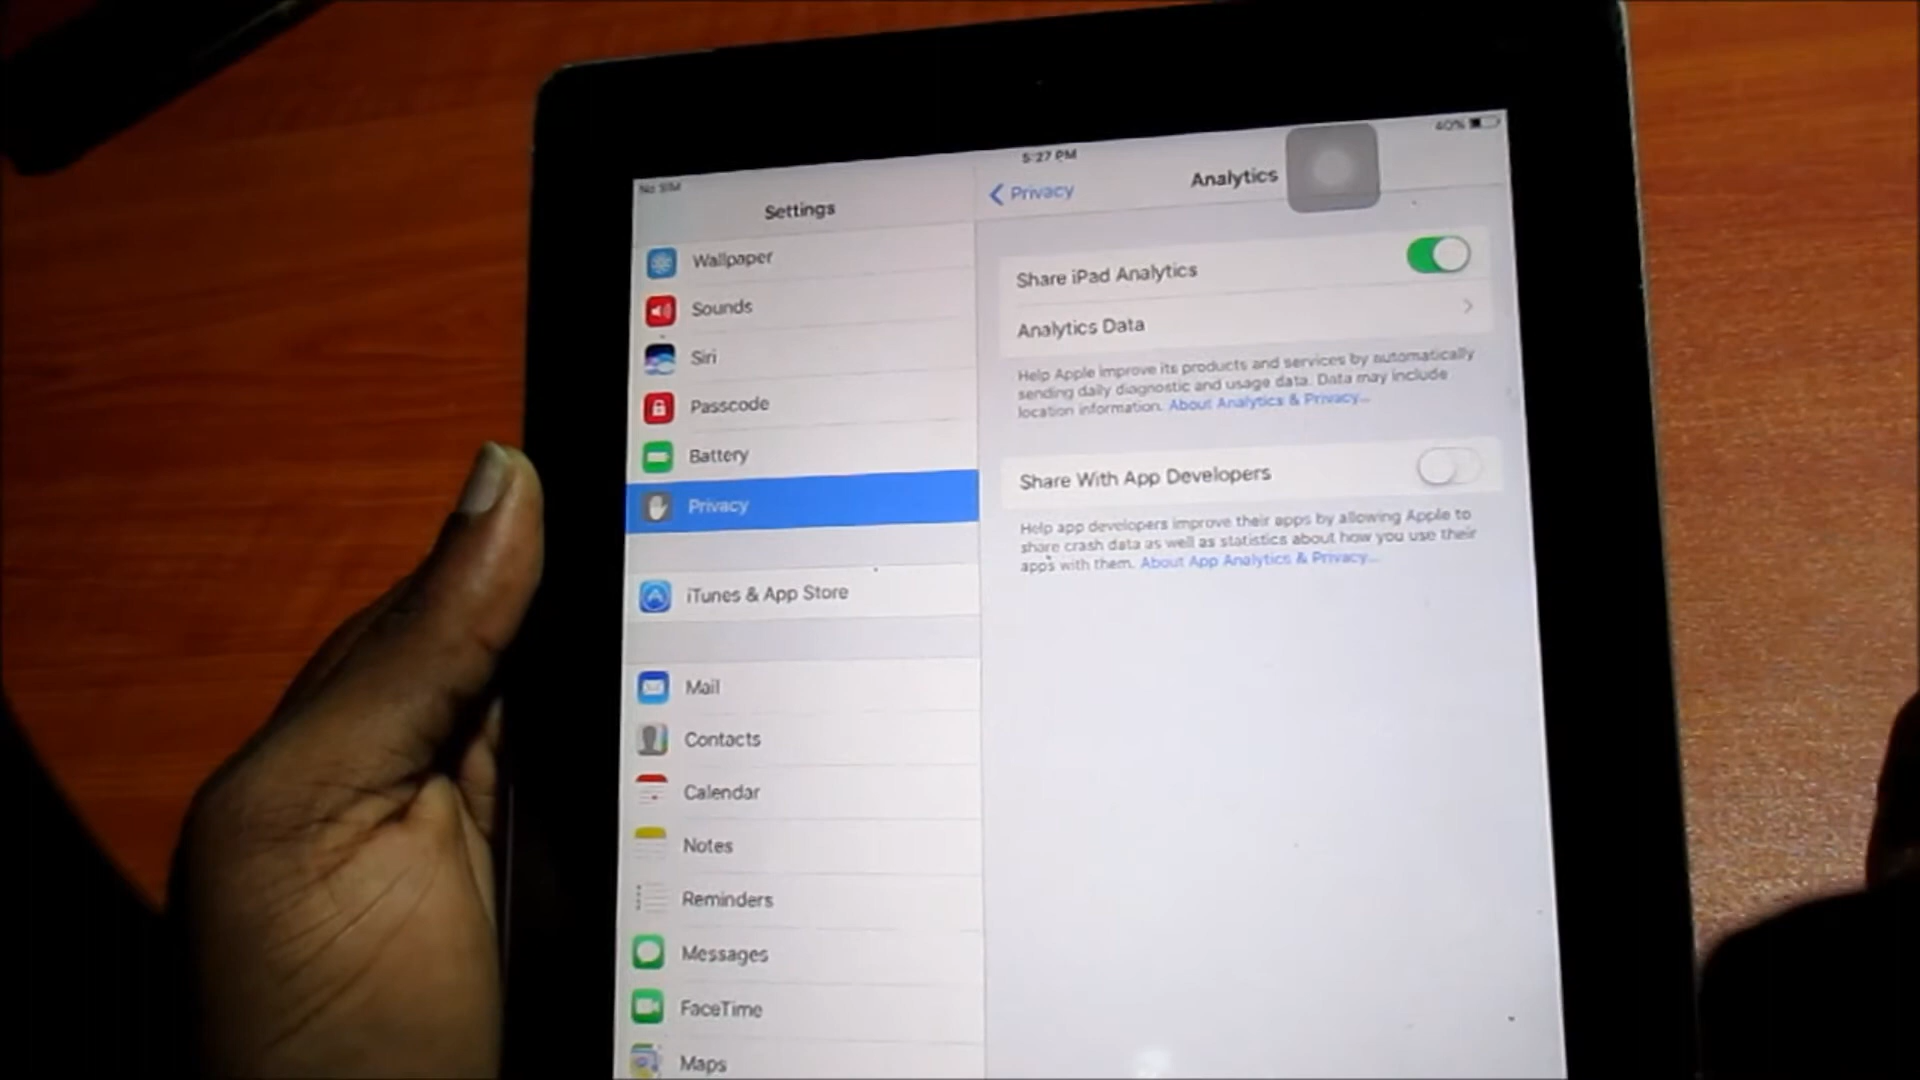 No SIM
5:27 PM
40%
Settings
Wallpaper
Sounds
Siri
Passcode
Battery
Privacy
iTunes & App Store
Mail
Contacts
Calendar
Notes
Reminders
Messages
FaceTime
Maps
Privacy
Analytics
Share iPad Analytics
Analytics Data
Help Apple improve its products and services by automatically
sending daily diagnostic and usage data. Data may include
location information. About Analytics & Privacy...
Share With App Developers
Help app developers improve their apps by allowing Apple to
share crash data as well as statistics about how you use their
apps with them. About App Analytics & Privacy...